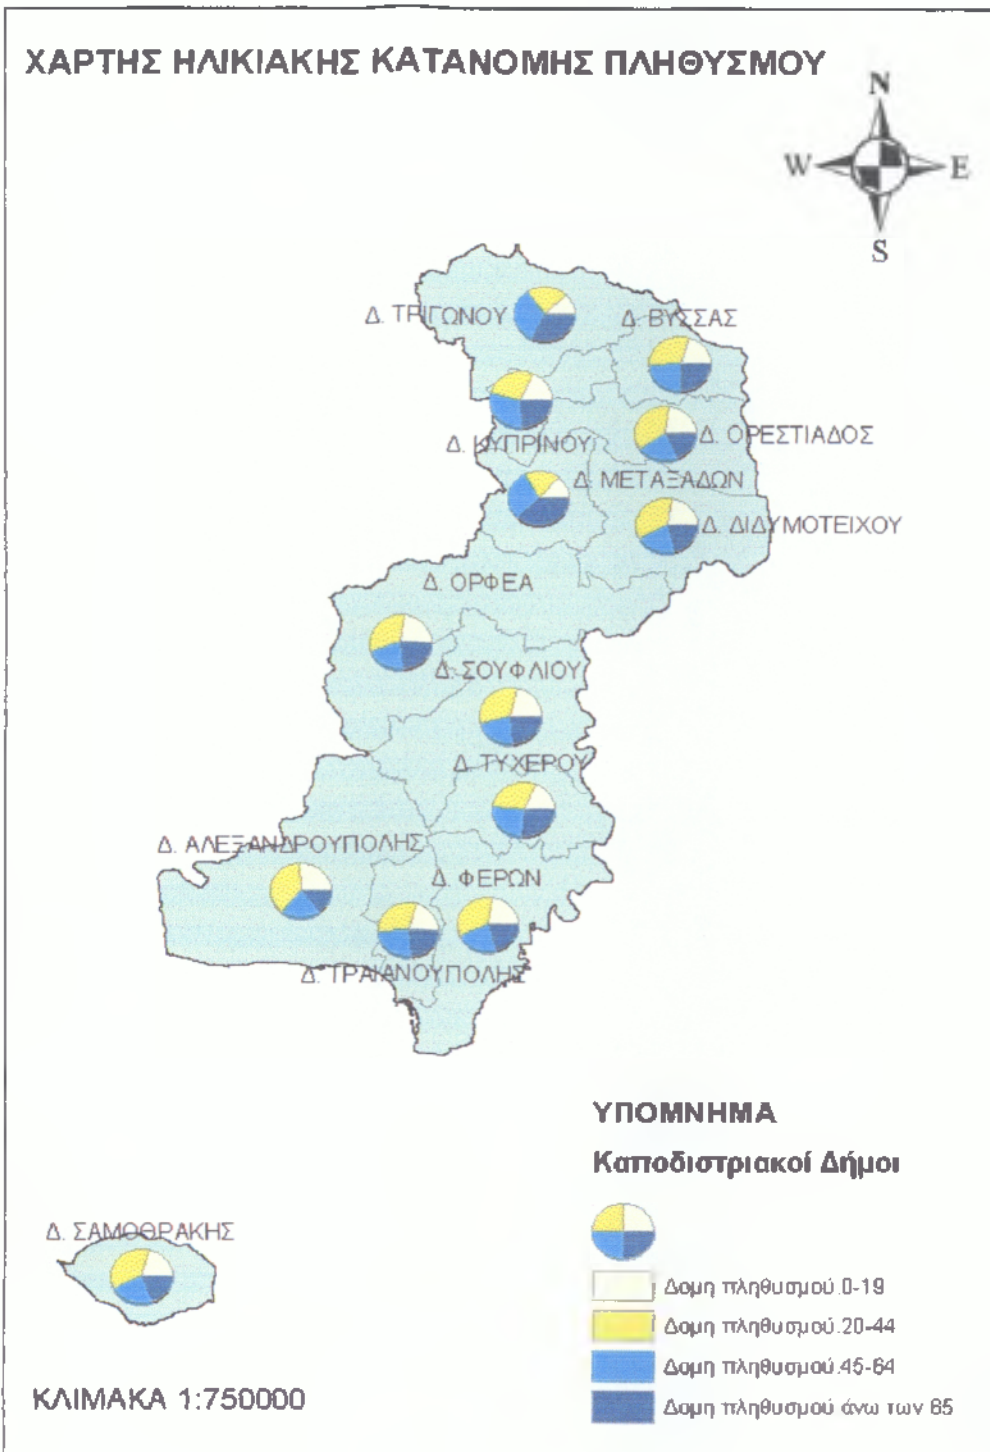 ΧΑΡΤΗΣ ΗΛΙΚΙΑΚΗΣ ΚΑΤΑΝΟΜΗΣ ΠΛΗΘΥΣΜΟΥ
N
W E
S
Δ. ΤΡΙΓΩΝΟΥ
Δ. ΒΥΣΣΑΣ
Δ. ΚΥΠΡΙΝΟΥ
Δ. ΟΡΕΣΤΙΑΔΟΣ
Δ. ΜΕΤΑΞΑΔΩΝ
Δ. ΔΙΔΥΜΟΤΕΙΧΟΥ
Δ. ΟΡΦΕΑ
Δ. ΣΟΥΦΛΙΟΥ
Δ. ΤΥΧΕΡΟΥ
Δ. ΑΛΕΞΑΝΔΡΟΥΠΟΛΗΣ
Δ. ΦΕΡΩΝ
Δ. ΤΡΑΙΑΝΟΥΠΟΛΗΣ
Δ. ΣΑΜΟΘΡΑΚΗΣ
ΥΠΟΜΝΗΜΑ
Καποδιστριακοί Δήμοι
Δομη πληθυσμού.0-19
Δομη πληθυσμού.20-44
Δομη πληθυσμού.45-64
Δομη πληθυσμού άνω των 65
ΚΛΙΜΑΚΑ 1:750000